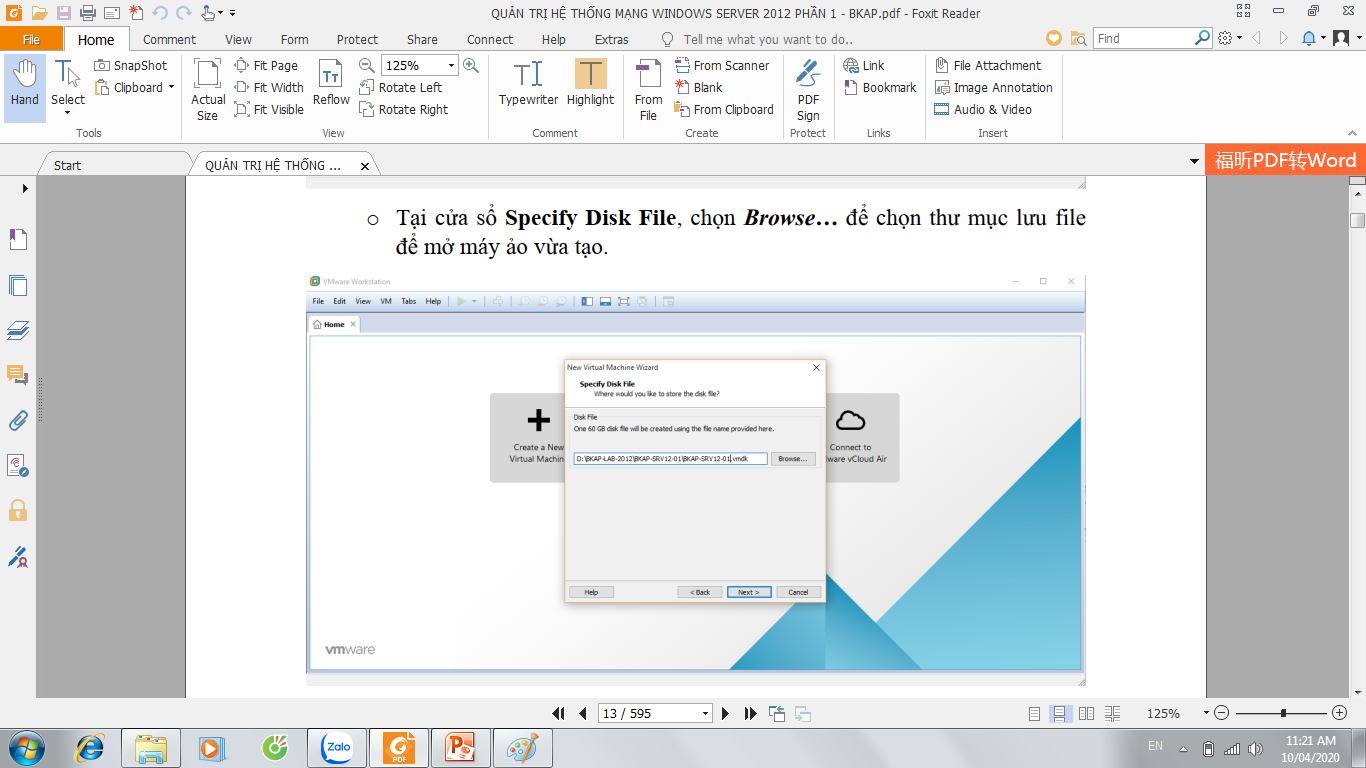 QUẢN TRỊ HỆ THỐNG MẠNG WINDOWS SERVER 2012 PHẦN 1 - BKAP.pdf - Foxit Reader
File Home Comment View Form Protect Share Connect Help Extras Tell me what you want to do.. Find
Hand
Select
SnapShot
Clipboard
Tools
Actual Size
Fit Page
Fit Width
Fit Visible
Reflow
125%
Rotate Left
Rotate Right
View
Typewriter
Highlight
Comment
From File
From Scanner
Blank
From Clipboard
Create
PDF Sign
Protect
Link
Bookmark
Links
File Attachment
Image Annotation
Audio & Video
Insert
Start
QUẢN TRỊ HỆ THỐNG ...
福昕PDF转Word
o Tại cửa sổ Specify Disk File, chọn Browse… để chọn thư mục lưu file
để mở máy ảo vừa tạo.
VMware Workstation
File Edit View VM Tabs Help
Home
New Virtual Machine Wizard
Specify Disk File
Where would you like to store the disk file?
Disk File
One 60 GB disk file will be created using the file name provided here.
D:\BKAP-LAB-2012\BKAP-SRV12-01\BKAP-SRV12-01.vmdk
Browse...
Help
< Back
Next >
Cancel
Create a New
Virtual Machin
Connect to
ware vCloud Air
vmware
13 / 595
125%
Zalo
PDF
EN
11:21 AM
10/04/2020